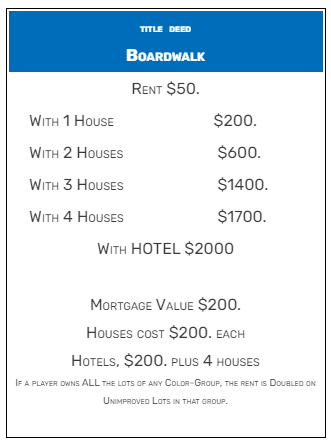 TITLE DEED
BOARDWALK
RENT $50.
WITH 1 HOUSE $200.
WITH 2 HOUSES $600.
WITH 3 HOUSES $1400.
WITH 4 HOUSES $1700.
WITH HOTEL $2000
MORTGAGE VALUE $200.
HOUSES COST $200. EACH
HOTELS, $200. PLUS 4 HOUSES
IF A PLAYER OWNS ALL THE LOTS OF ANY COLOR-GROUP, THE RENT IS DOUBLED ON
UNIMPROVED LOTS IN THAT GROUP.